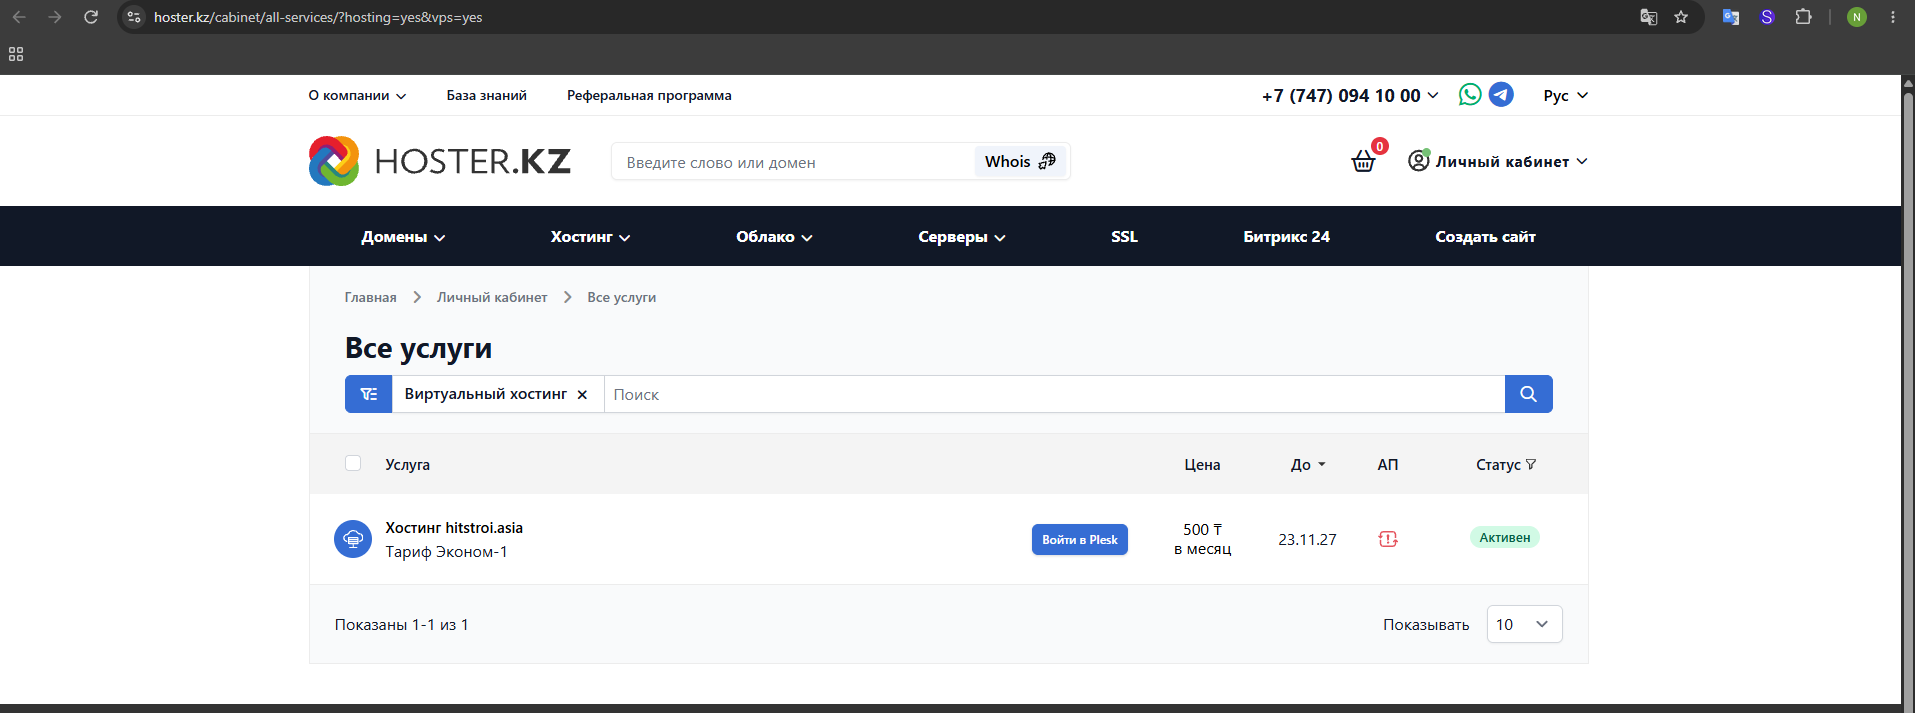 hoster.kz/cabinet/all-services/?hosting=yes&vps=yes
N
О компании
База знаний
Реферальная программа
+7 (747) 094 10 00
Рус
HOSTER.KZ
Введите слово или домен
Whois
0
Личный кабинет
Домены
Хостинг
Облако
Серверы
SSL
Битрикс 24
Создать сайт
Главная
Личный кабинет
Все услуги
Все услуги
Виртуальный хостинг
Поиск
Услуга
Цена
До
АП
Статус
Хостинг hitstroi.asia
Тариф Эконом-1
Войти в Plesk
500 ₸
в месяц
23.11.27
Активен
Показаны 1-1 из 1
Показывать
10